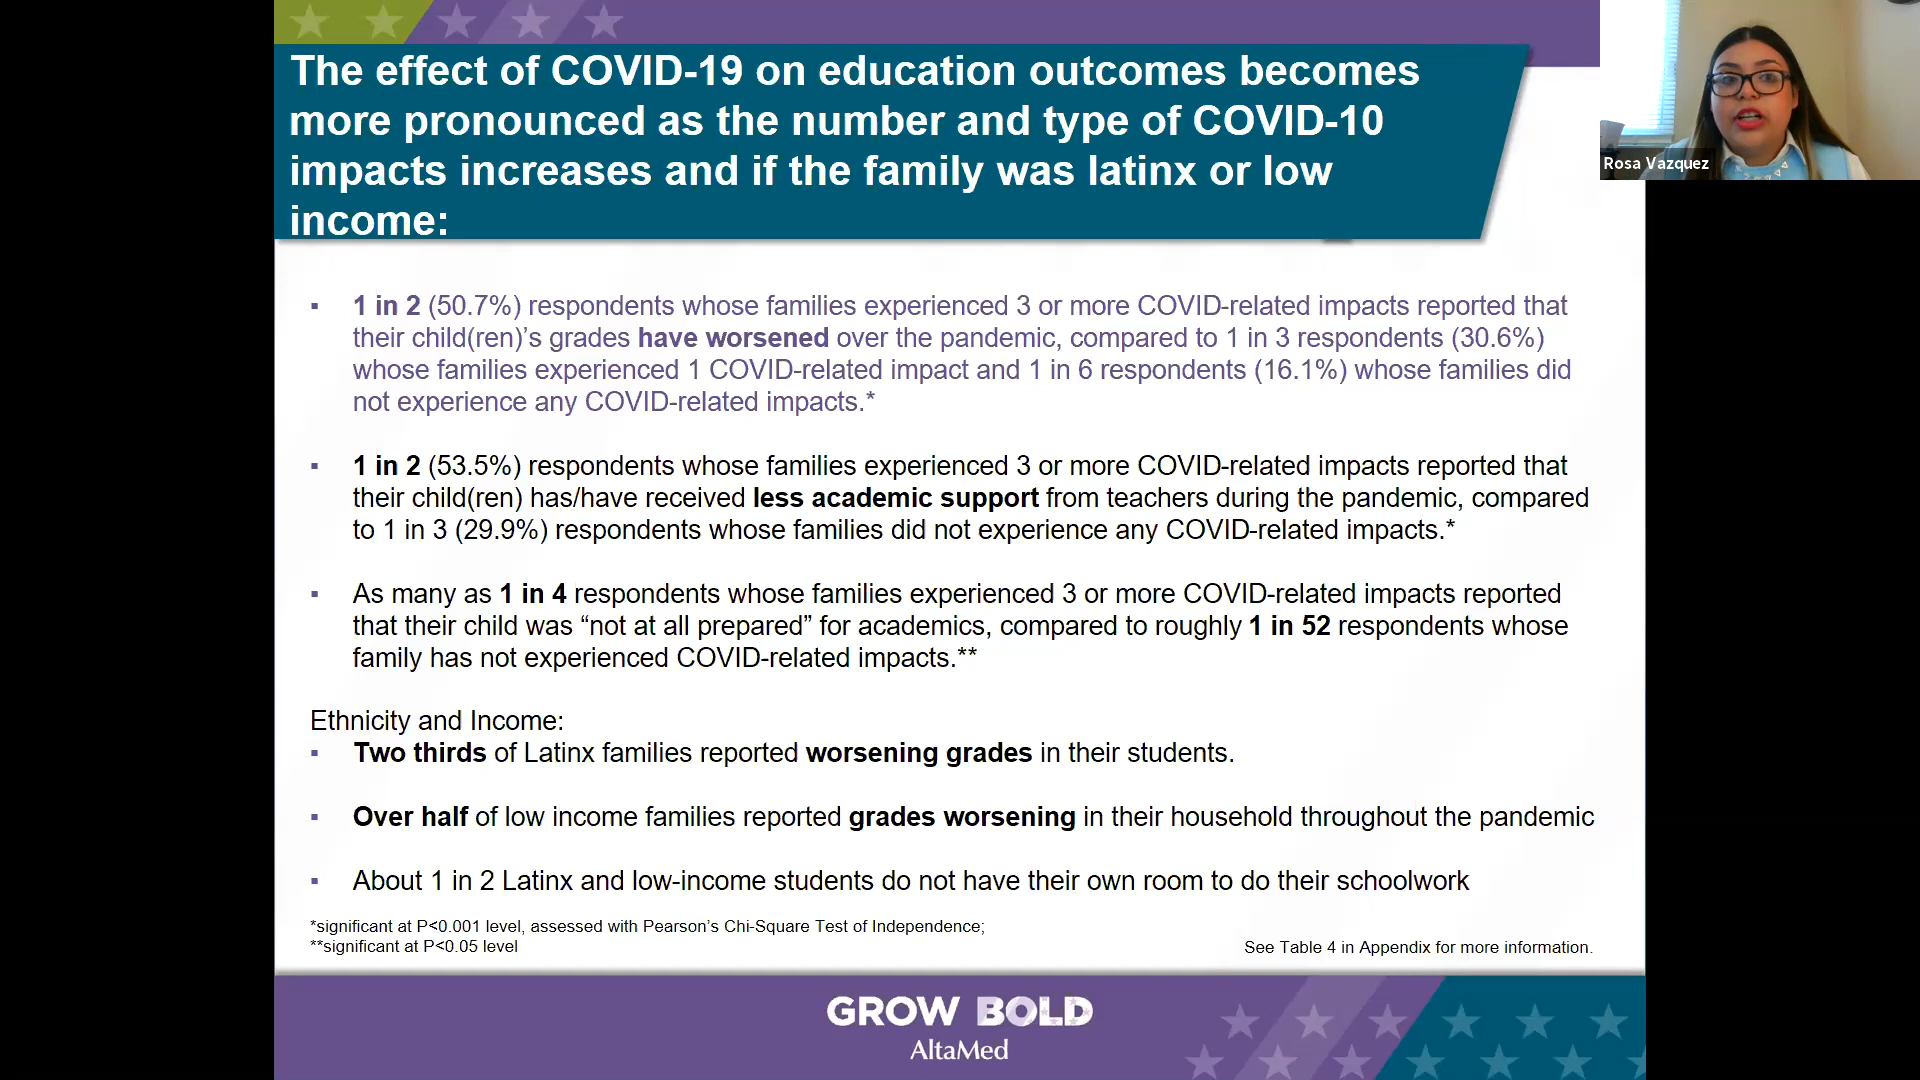 The effect of COVID-19 on education outcomes becomes
more pronounced as the number and type of COVID-10
impacts increases and if the family was latinx or low
income:
Rosa Vazquez
▪ 1 in 2 (50.7%) respondents whose families experienced 3 or more COVID-related impacts reported that
their child(ren)’s grades have worsened over the pandemic, compared to 1 in 3 respondents (30.6%)
whose families experienced 1 COVID-related impact and 1 in 6 respondents (16.1%) whose families did
not experience any COVID-related impacts.*
▪ 1 in 2 (53.5%) respondents whose families experienced 3 or more COVID-related impacts reported that
their child(ren) has/have received less academic support from teachers during the pandemic, compared
to 1 in 3 (29.9%) respondents whose families did not experience any COVID-related impacts.*
▪ As many as 1 in 4 respondents whose families experienced 3 or more COVID-related impacts reported
that their child was “not at all prepared” for academics, compared to roughly 1 in 52 respondents whose
family has not experienced COVID-related impacts.**
Ethnicity and Income:
▪ Two thirds of Latinx families reported worsening grades in their students.
▪ Over half of low income families reported grades worsening in their household throughout the pandemic
▪ About 1 in 2 Latinx and low-income students do not have their own room to do their schoolwork
*significant at P<0.001 level, assessed with Pearson’s Chi-Square Test of Independence;
**significant at P<0.05 level
See Table 4 in Appendix for more information.
GROW BOLD
AltaMed